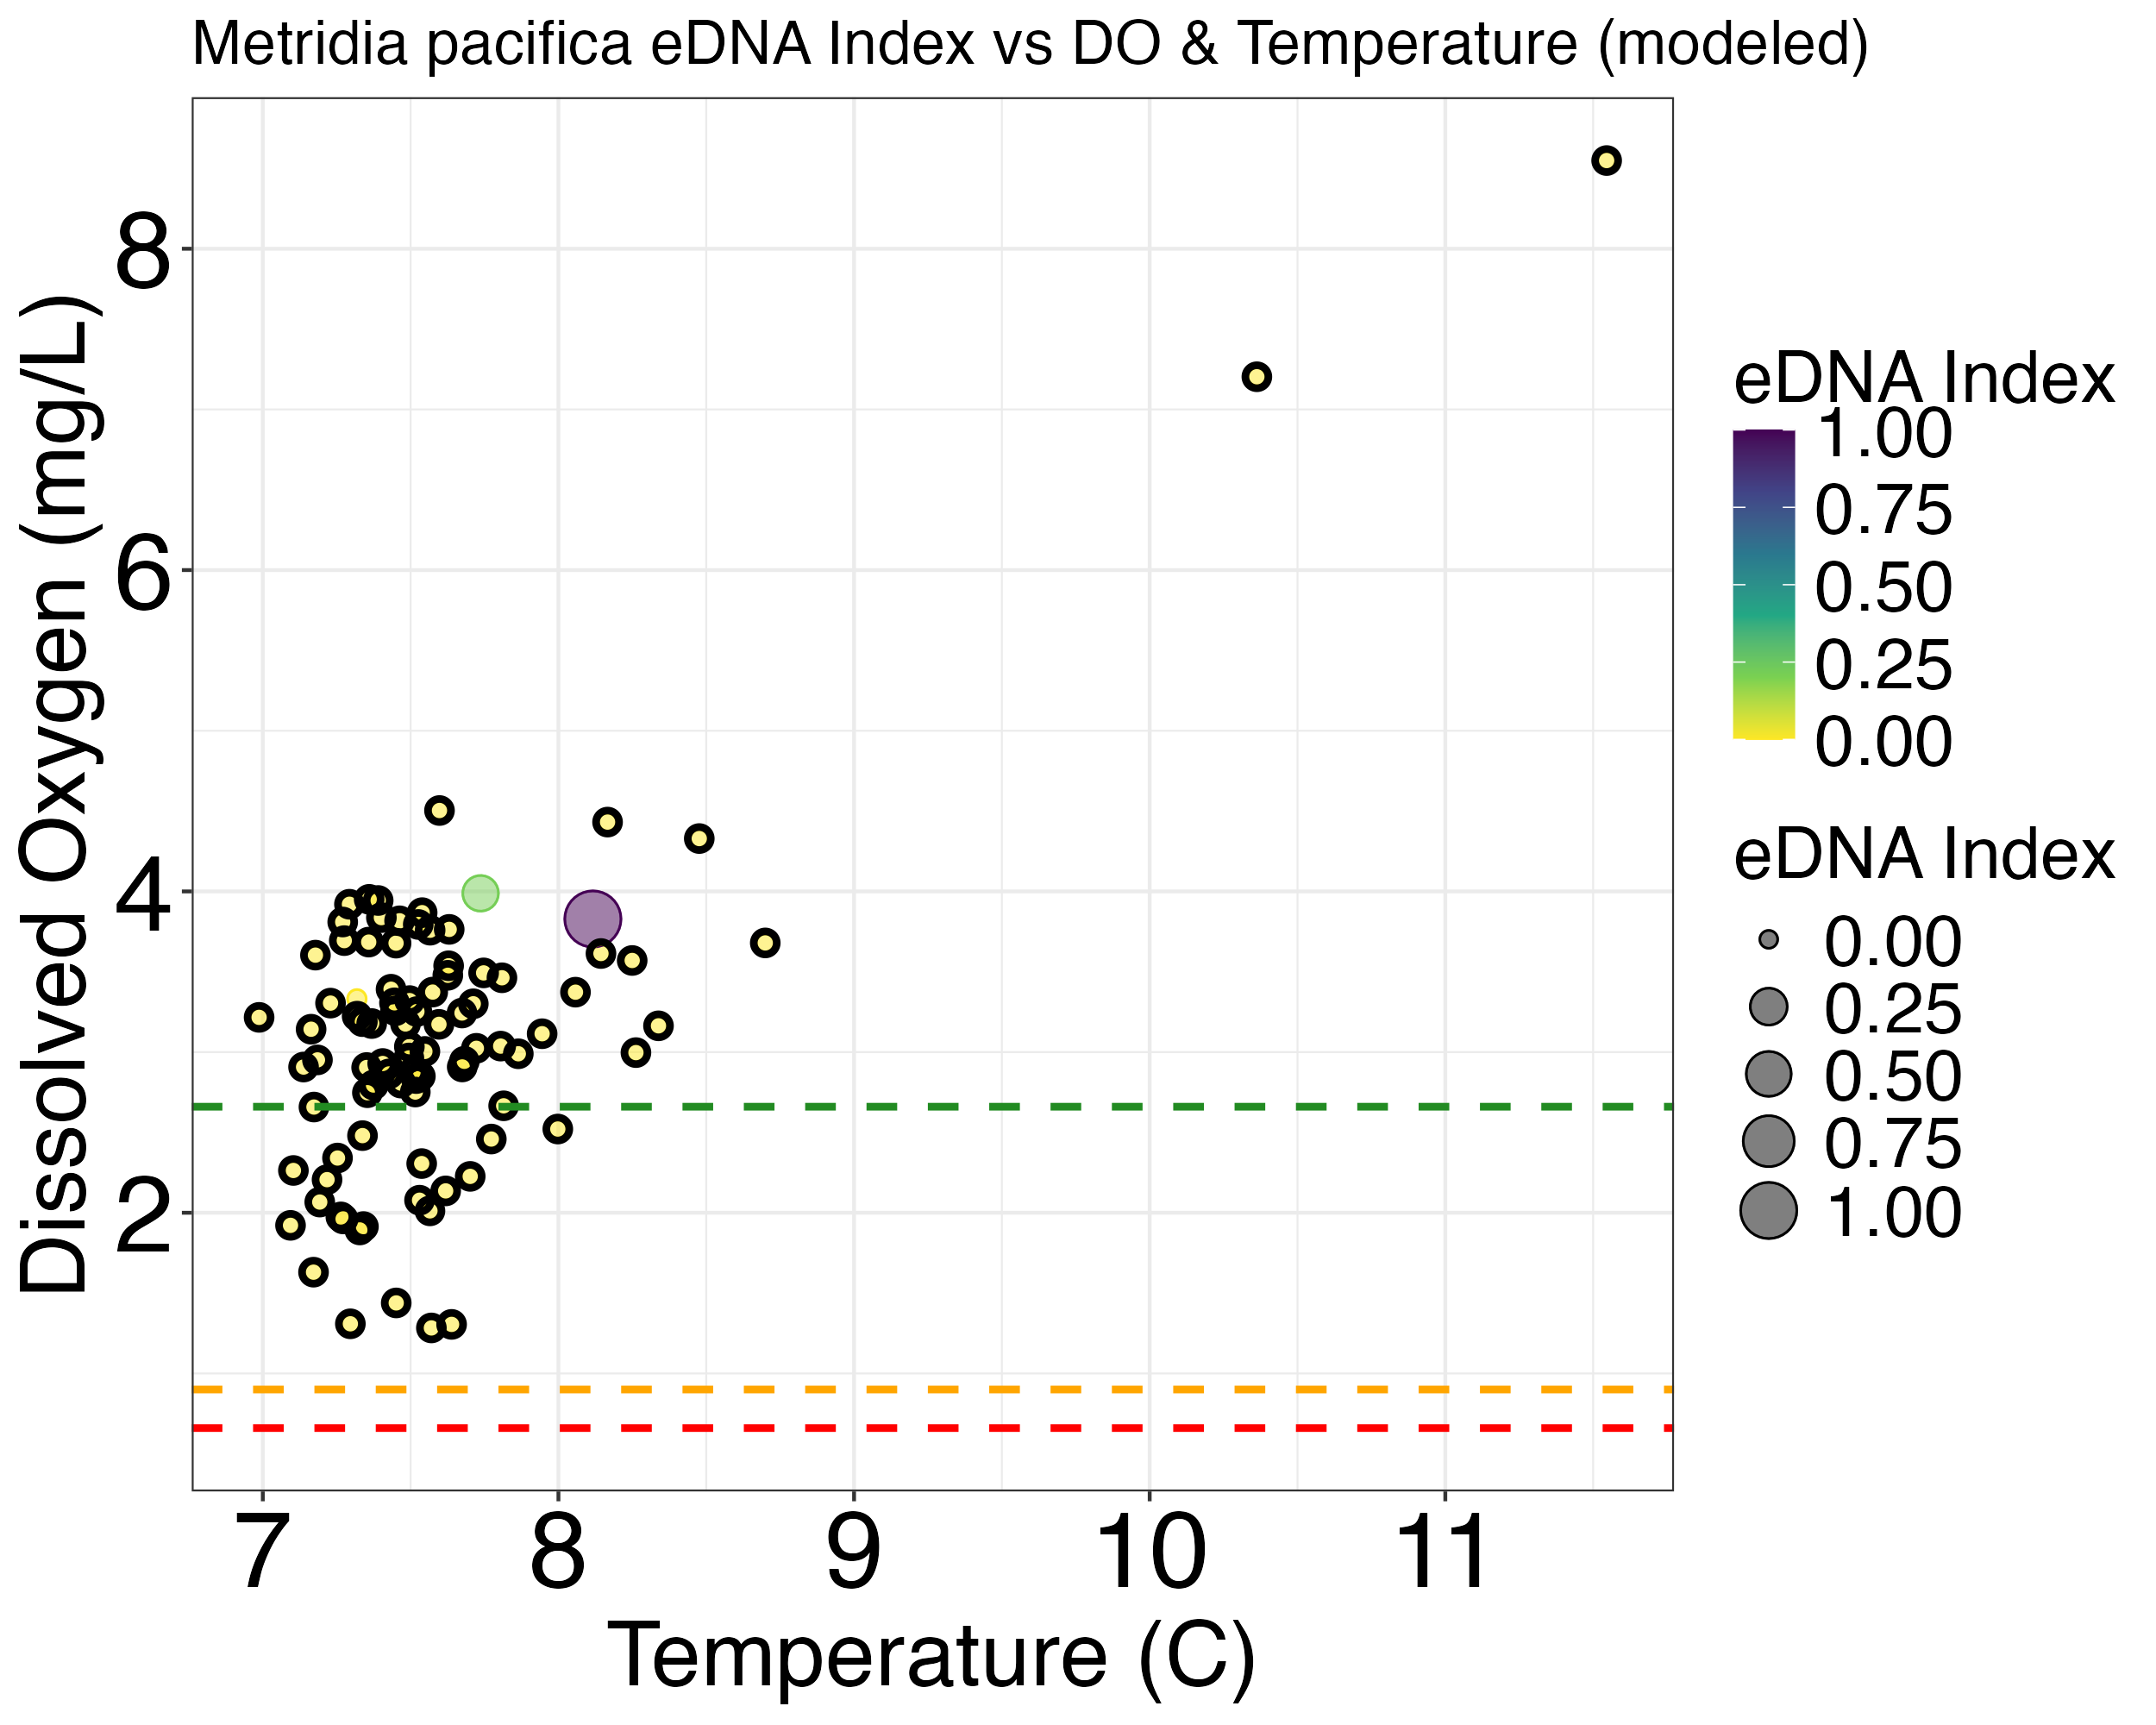 Metridia pacifica eDNA Index vs DO & Temperature (modeled)
Dissolved Oxygen (mg/L)
8
6
4
2
7 8 9 10 11
Temperature (C)
eDNA Index
1.00
0.75
0.50
0.25
0.00
eDNA Index
0.00
0.25
0.50
0.75
1.00